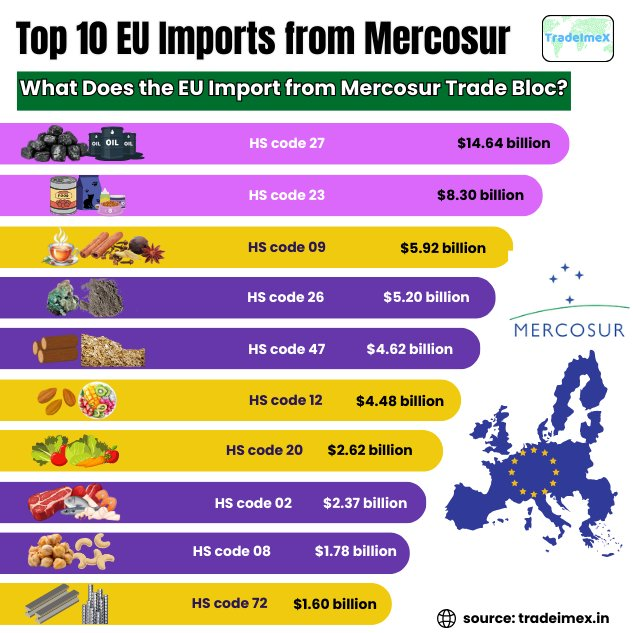 Top 10 EU Imports from Mercosur
TradeImeX
What Does the EU Import from Mercosur Trade Bloc?
OIL OIL OIL
HS code 27 $14.64 billion
HS code 23 $8.30 billion
HS code 09 $5.92 billion
HS code 26 $5.20 billion
MERCOSUR
HS code 47 $4.62 billion
HS code 12 $4.48 billion
HS code 20 $2.62 billion
HS code 02 $2.37 billion
HS code 08 $1.78 billion
HS code 72 $1.60 billion
source: tradeimex.in